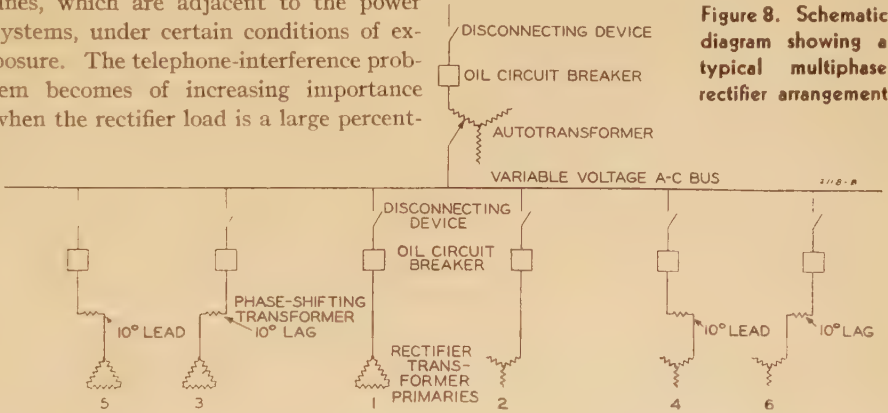 ines, which are adjacent to the power
ystems, under certain conditions of ex-
posure. The telephone-interference prob-
em becomes of increasing importance
when the rectifier load is a large percent-
Figure 8. Schematic
diagram showing a
typical multiphase
rectifier arrangement
DISCONNECTING DEVICE
OIL CIRCUIT BREAKER
AUTOTRANSFORMER
VARIABLE VOLTAGE A-C BUS
DISCONNECTING
DEVICE
OIL CIRCUIT
BREAKER
PHASE-SHIFTING
TRANSFORMER
10° LEAD
10° LAG
10° LEAD
10° LAG
RECTIFIER
TRANS-
FORMER
PRIMARIES
5 3 1 2 4 6